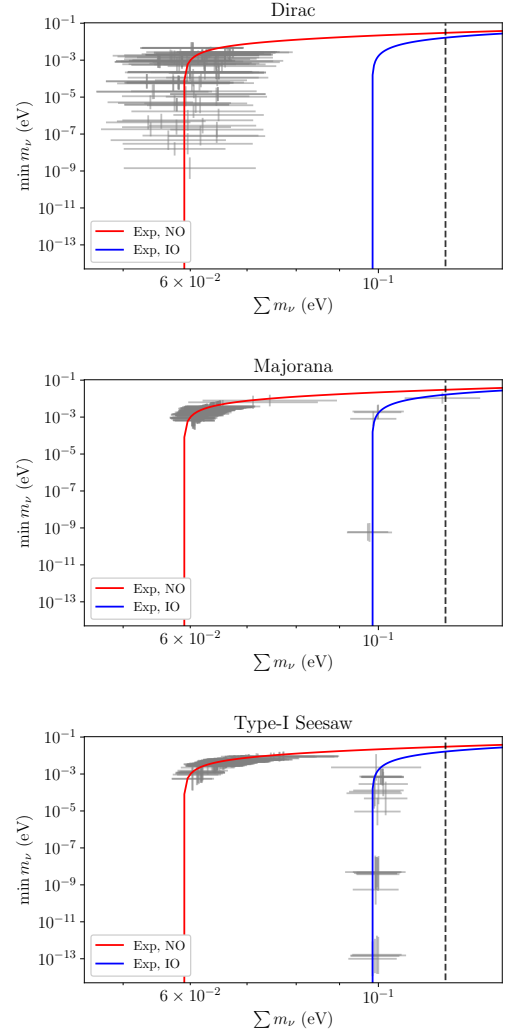 Dirac
10⁻¹
10⁻³
10⁻⁵
10⁻⁷
10⁻⁹
10⁻¹¹
10⁻¹³
min m_ν (eV)
Exp, NO
Exp, IO
6 × 10⁻²
10⁻¹
∑ m_ν (eV)
Majorana
10⁻¹
10⁻³
10⁻⁵
10⁻⁷
10⁻⁹
10⁻¹¹
10⁻¹³
min m_ν (eV)
Exp, NO
Exp, IO
6 × 10⁻²
10⁻¹
∑ m_ν (eV)
Type-I Seesaw
10⁻¹
10⁻³
10⁻⁵
10⁻⁷
10⁻⁹
10⁻¹¹
10⁻¹³
min m_ν (eV)
Exp, NO
Exp, IO
6 × 10⁻²
10⁻¹
∑ m_ν (eV)